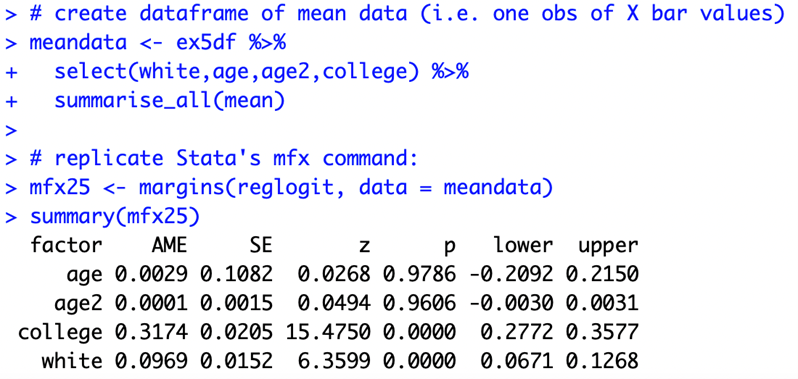 > # create dataframe of mean data (i.e. one obs of X bar values)
> meandata <- ex5df %>%
+   select(white,age,age2,college) %>%
+   summarise_all(mean)
>
> # replicate Stata's mfx command:
> mfx25 <- margins(reglogit, data = meandata)
> summary(mfx25)
  factor    AME     SE       z      p   lower  upper
     age 0.0029 0.1082  0.0268 0.9786 -0.2092 0.2150
    age2 0.0001 0.0015  0.0494 0.9606 -0.0030 0.0031
 college 0.3174 0.0205 15.4750 0.0000  0.2772 0.3577
   white 0.0969 0.0152  6.3599 0.0000  0.0671 0.1268